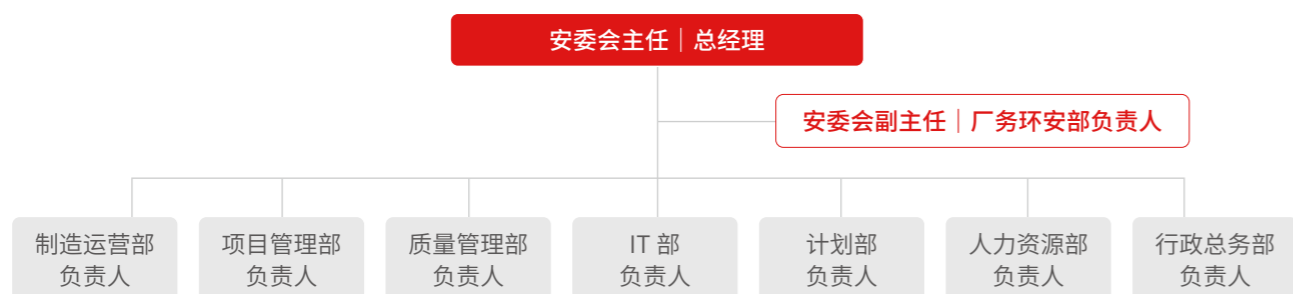 安委会主任｜总经理
安委会副主任｜厂务环安部负责人
制造运营部
负责人
项目管理部
负责人
质量管理部
负责人
IT 部
负责人
计划部
负责人
人力资源部
负责人
行政总务部
负责人